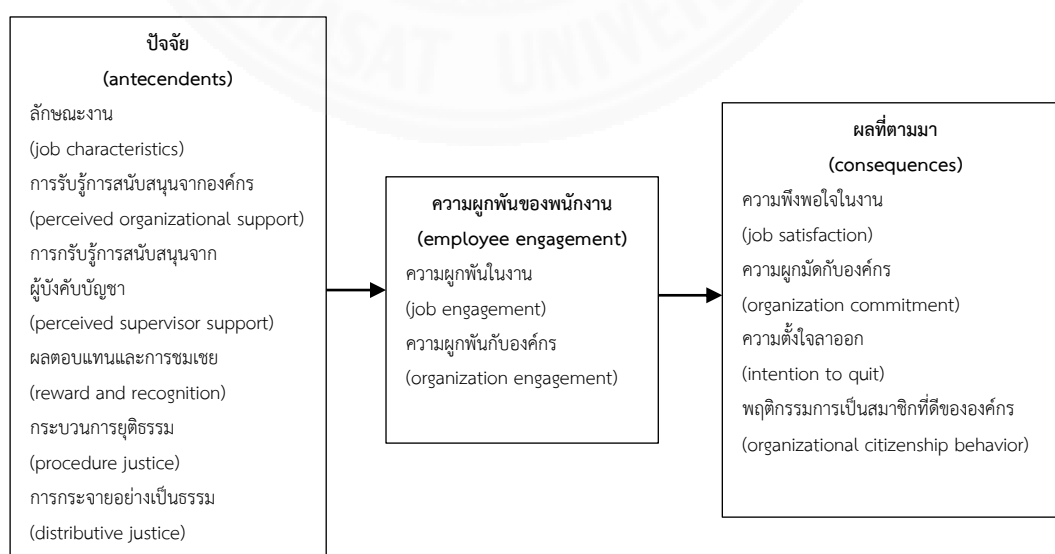 MASAT UNIVE
ปัจจัย
(antecendents)
ลักษณะงาน
(job characteristics)
การรับรู้การสนับสนุนจากองค์กร
(perceived organizational support)
การกรับรู้การสนับสนุนจาก
ผู้บังคับบัญชา
(perceived supervisor support)
ผลตอบแทนและการชมเชย
(reward and recognition)
กระบวนการยุติธรรม
(procedure justice)
การกระจายอย่างเป็นธรรม
(distributive justice)
ความผูกพันของพนักงาน
(employee engagement)
ความผูกพันในงาน
(job engagement)
ความผูกพันกับองค์กร
(organization engagement)
ผลที่ตามมา
(consequences)
ความพึงพอใจในงาน
(job satisfaction)
ความผูกมัดกับองค์กร
(organization commitment)
ความตั้งใจลาออก
(intention to quit)
พฤติกรรมการเป็นสมาชิกที่ดีขององค์กร
(organizational citizenship behavior)